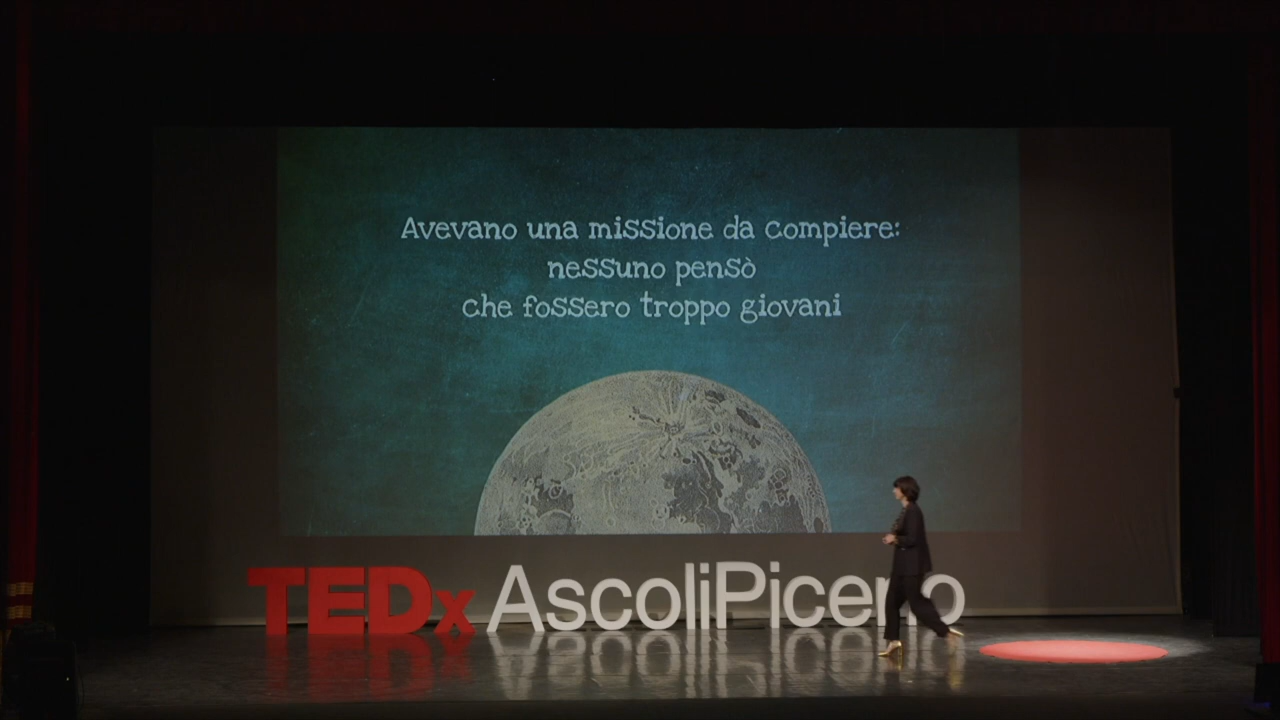 Avevano una missione da compiere:
nessuno pensò
che fossero troppo giovani
TEDx AscoliPiceno